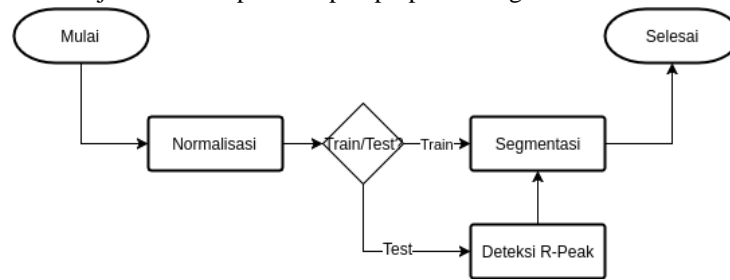 Mulai
Selesai
Normalisasi
Train/Test?
Train
Segmentasi
Test
Deteksi R-Peak